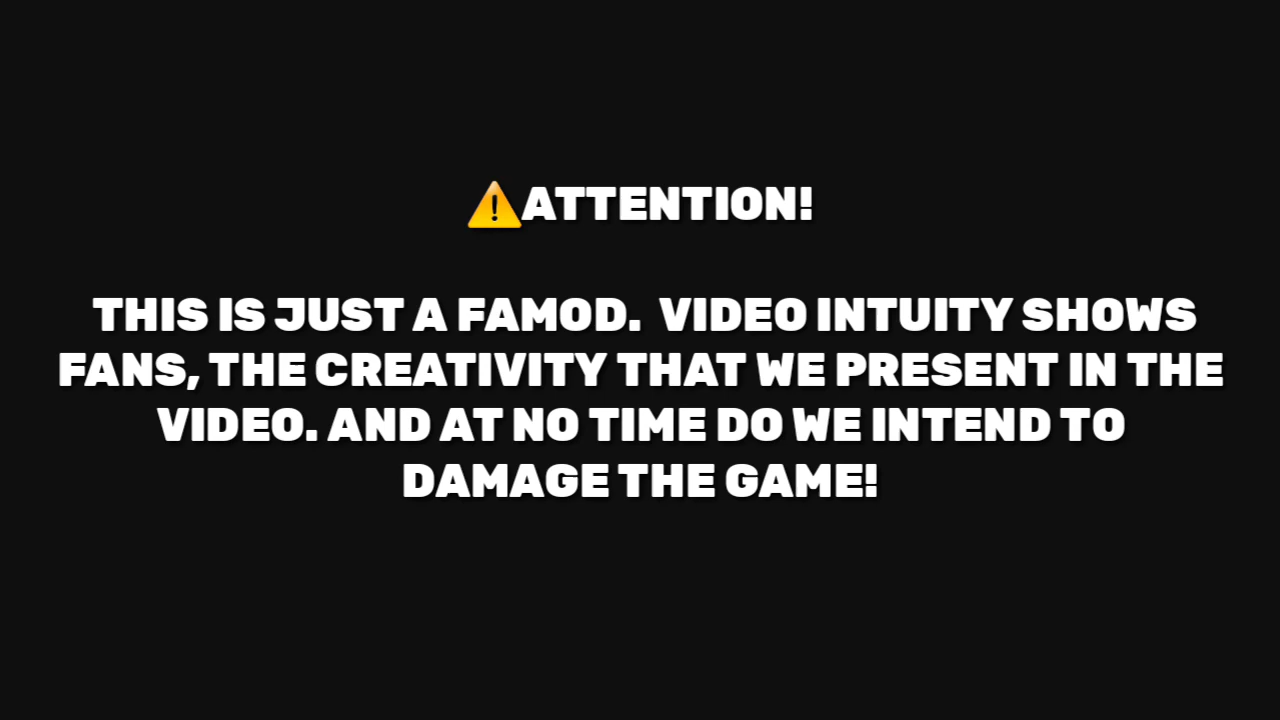 ⚠️ATTENTION!
THIS IS JUST A FAMOD. VIDEO INTUITY SHOWS
FANS, THE CREATIVITY THAT WE PRESENT IN THE
VIDEO. AND AT NO TIME DO WE INTEND TO
DAMAGE THE GAME!